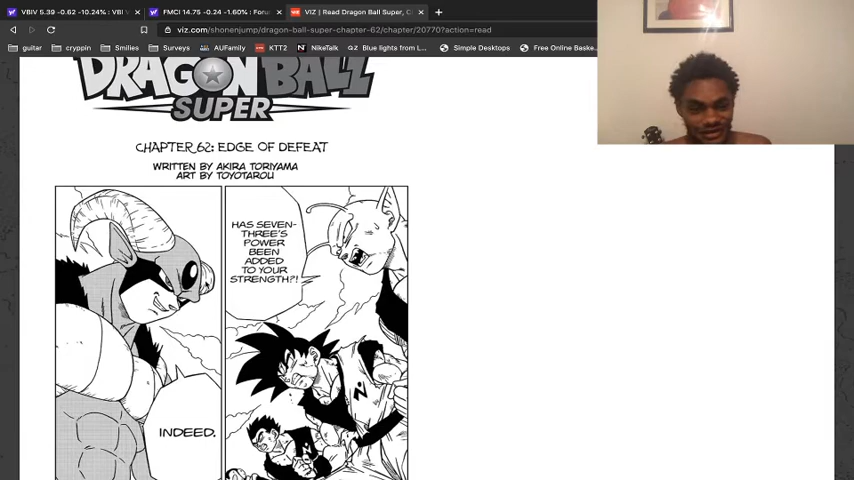 VBIV 5.39 -0.62 -10.24% : VBI V
FMCI 14.75 -0.24 -1.60% : Forum
VIZ | Read Dragon Ball Super, C
viz.com/shonenjump/dragon-ball-super-chapter-62/chapter/20770?action=read
guitar
cryppin
Smilies
Surveys
AUFamily
KTT2
NikeTalk
Blue lights from L...
Simple Desktops
Free Online Baske...
DRAGON BALL
SUPER
CHAPTER 62: EDGE OF DEFEAT
WRITTEN BY AKIRA TORIYAMA
ART BY TOYOTAROU
HAS SEVEN-
THREE'S
POWER
BEEN
ADDED
TO YOUR
STRENGTH?!
INDEED.